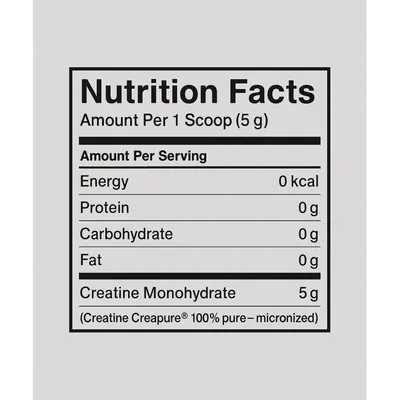 Nutrition Facts
Amount Per 1 Scoop (5 g)
Amount Per Serving
Energy 0 kcal
Protein 0 g
Carbohydrate 0 g
Fat 0 g
Creatine Monohydrate 5 g
(Creatine Creapure® 100% pure – micronized)